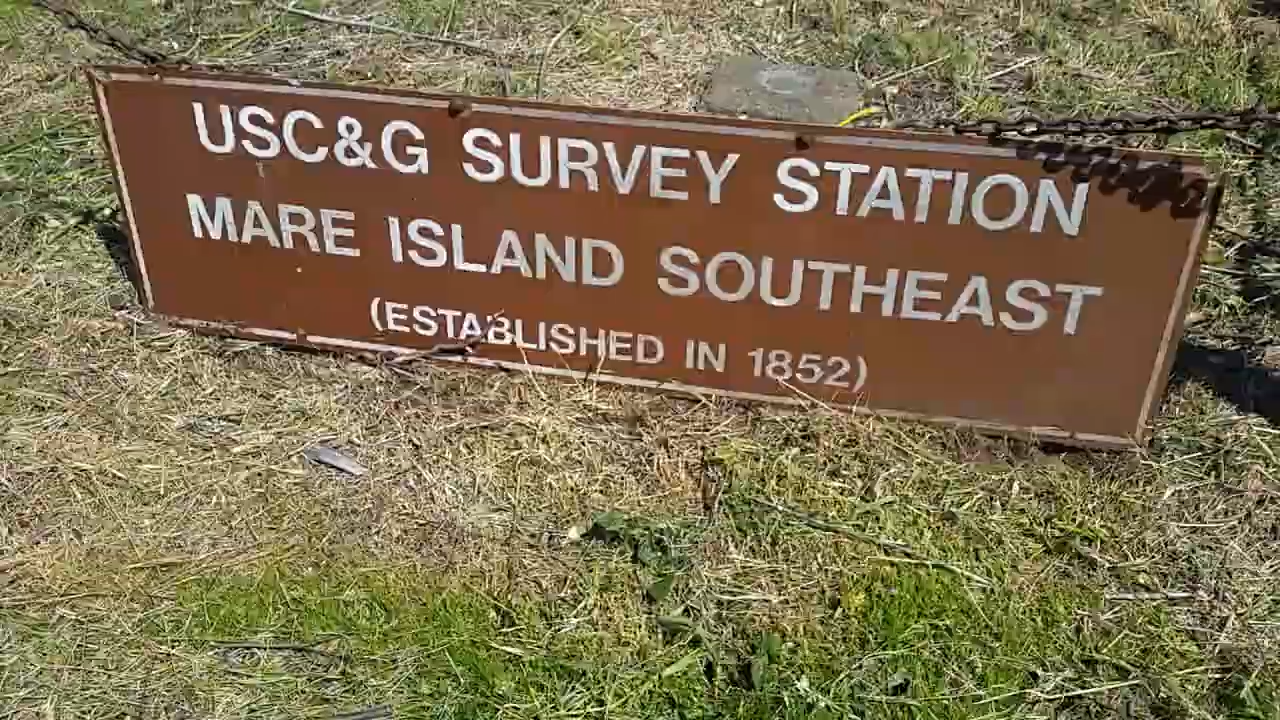 USC&G SURVEY STATION
MARE ISLAND SOUTHEAST
(ESTABLISHED IN 1852)